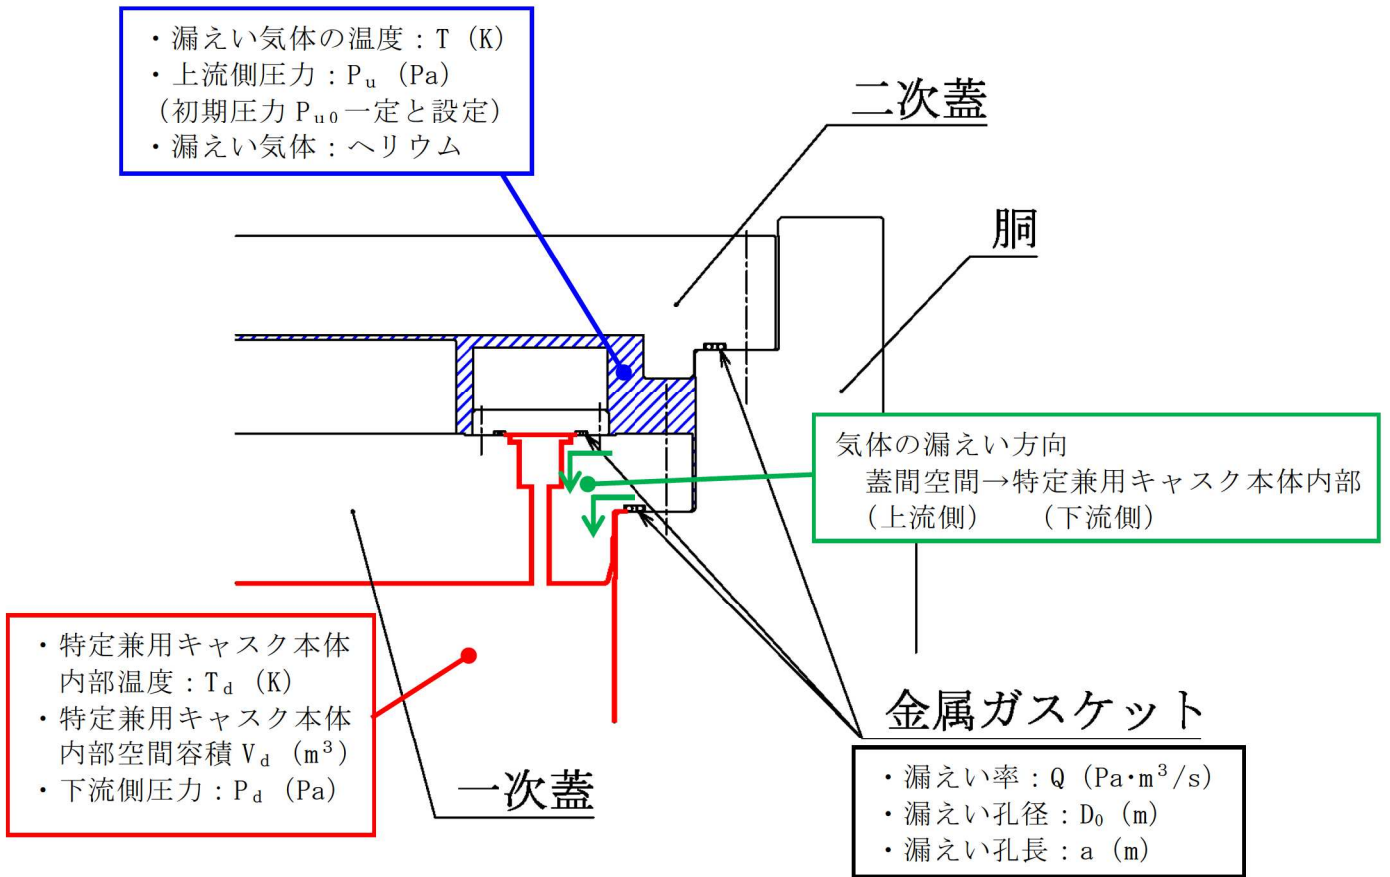 ・漏えい気体の温度：T (K)
・上流側圧力：Pu (Pa)
(初期圧力 Pu0 一定と設定)
・漏えい気体：ヘリウム
二次蓋
胴
気体の漏えい方向
蓋間空間→特定兼用キャスク本体内部
(上流側) (下流側)
・特定兼用キャスク本体
内部温度：Td (K)
・特定兼用キャスク本体
内部空間容積 Vd (m³)
・下流側圧力：Pd (Pa)
一次蓋
金属ガスケット
・漏えい率：Q (Pa·m³/s)
・漏えい孔径：D₀ (m)
・漏えい孔長：a (m)